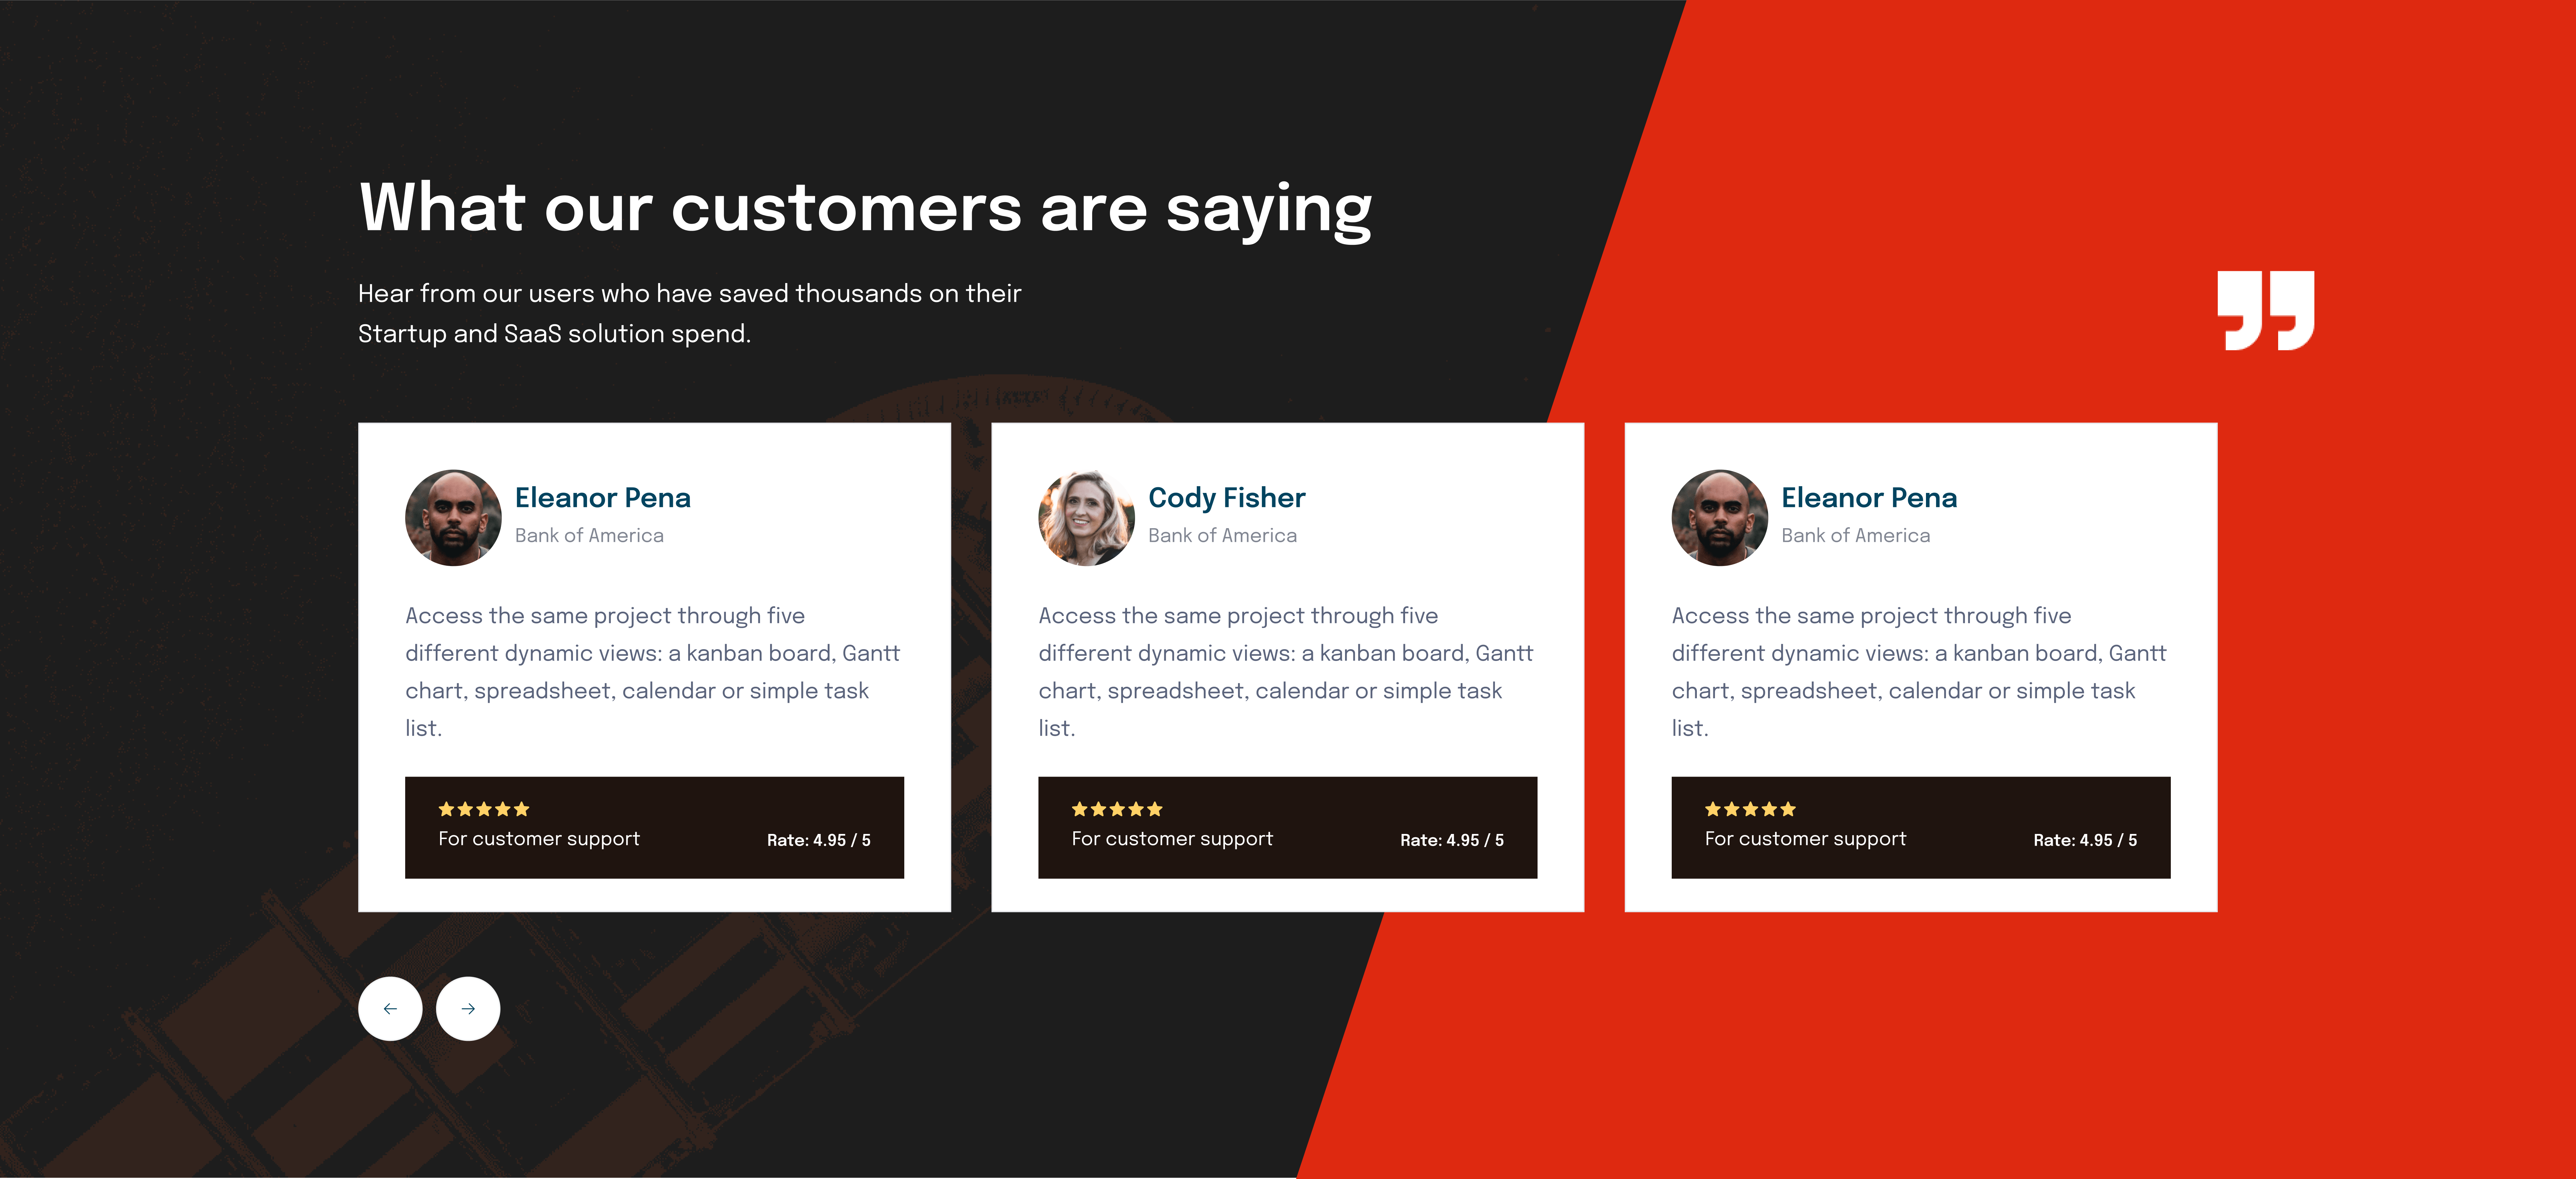 What our customers are saying
Hear from our users who have saved thousands on their
Startup and SaaS solution spend.
Eleanor Pena
Bank of America
Access the same project through five
different dynamic views: a kanban board, Gantt
chart, spreadsheet, calendar or simple task
list.
For customer support
Rate: 4.95 / 5
Cody Fisher
Bank of America
Access the same project through five
different dynamic views: a kanban board, Gantt
chart, spreadsheet, calendar or simple task
list.
For customer support
Rate: 4.95 / 5
Eleanor Pena
Bank of America
Access the same project through five
different dynamic views: a kanban board, Gantt
chart, spreadsheet, calendar or simple task
list.
For customer support
Rate: 4.95 / 5